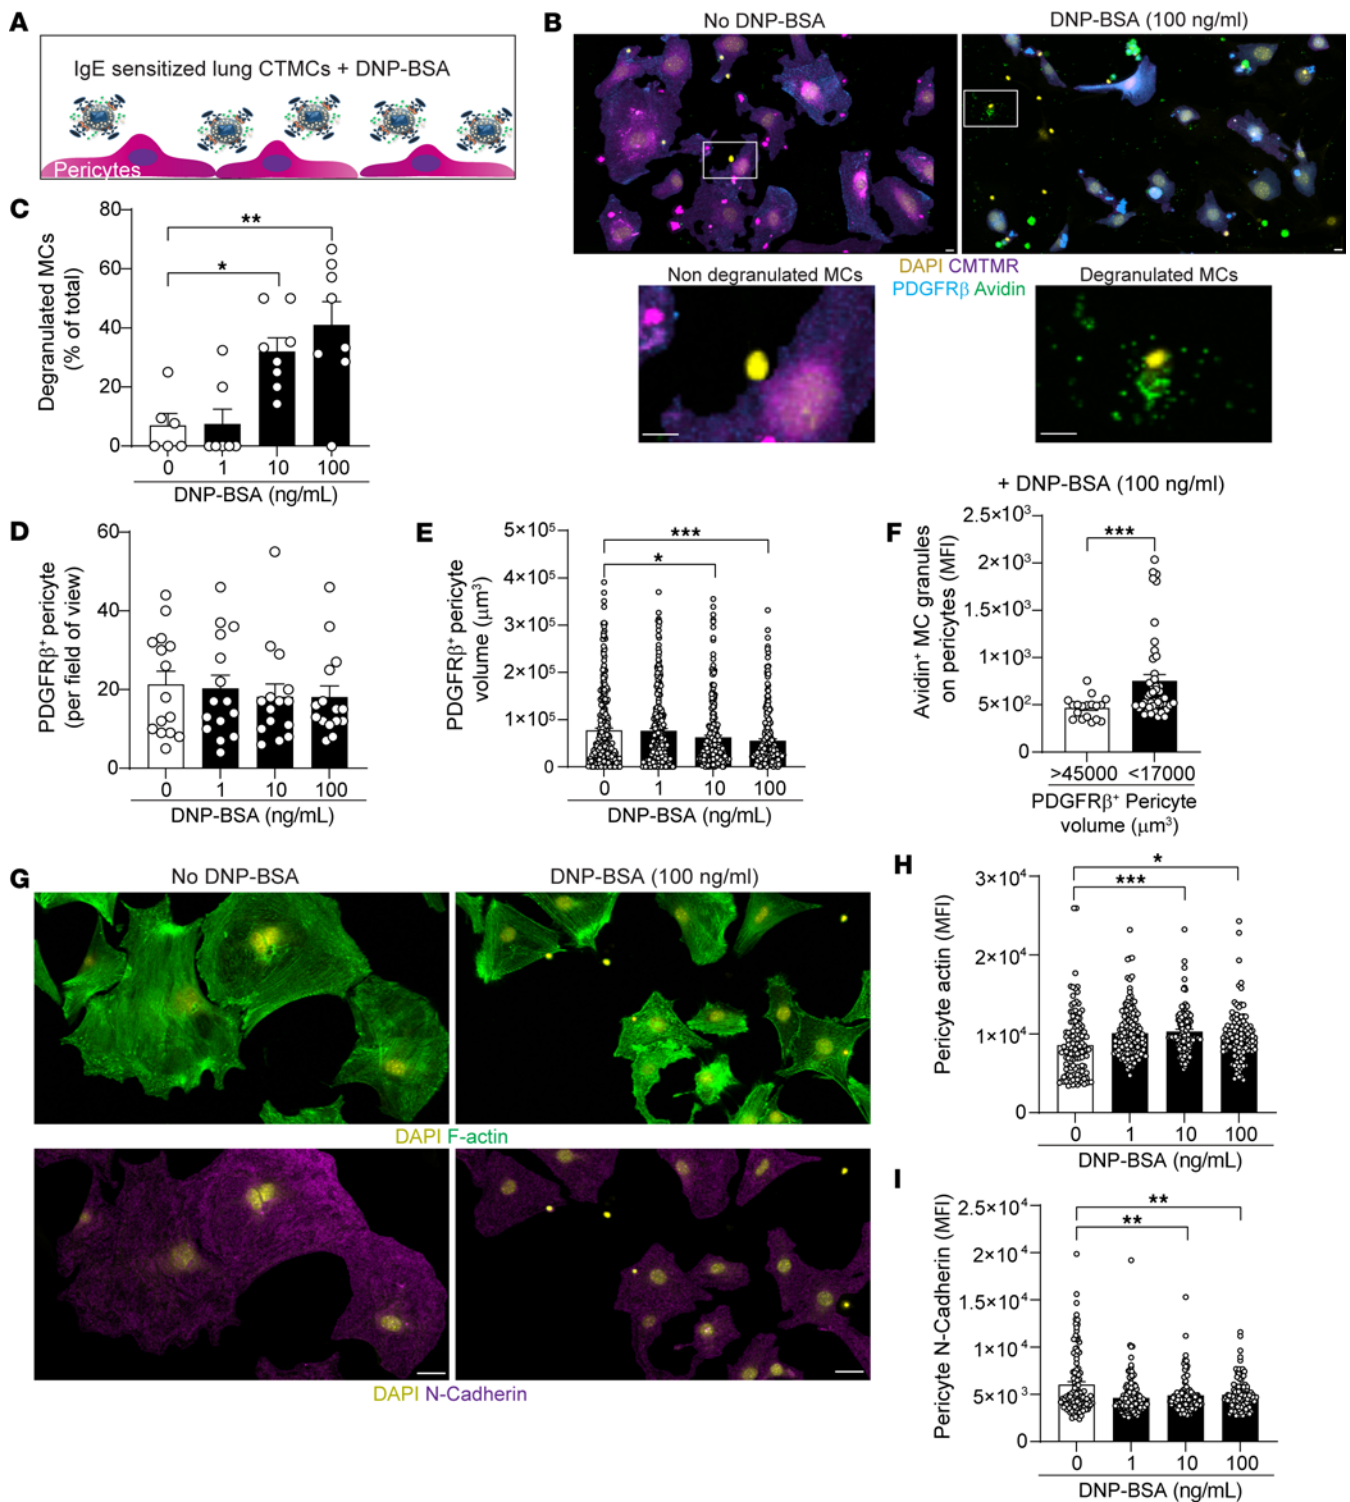 A
IgE sensitized lung CTMCs + DNP-BSA
Pericytes
B
No DNP-BSA
DNP-BSA (100 ng/ml)
Non degranulated MCs
DAPI CMTMR
PDGFRβ Avidin
Degranulated MCs
C
Degranulated MCs
(% of total)
80
60
40
20
0
**
*
0 1 10 100
DNP-BSA (ng/mL)
D
PDGFRβ⁺ pericyte
(per field of view)
60
40
20
0
0 1 10 100
DNP-BSA (ng/mL)
E
PDGFRβ⁺ pericyte
volume (μm³)
5×10⁵
4×10⁵
3×10⁵
2×10⁵
1×10⁵
0
***
*
0 1 10 100
DNP-BSA (ng/mL)
F
+ DNP-BSA (100 ng/ml)
Avidin⁺ MC granules
on pericytes (MFI)
2.5×10³
2×10³
1.5×10³
1×10³
5×10²
0
***
>45000 <17000
PDGFRβ⁺ Pericyte
volume (μm³)
G
No DNP-BSA
DNP-BSA (100 ng/ml)
DAPI F-actin
DAPI N-Cadherin
H
Pericyte actin (MFI)
3×10⁴
2×10⁴
1×10⁴
0
*
***
0 1 10 100
DNP-BSA (ng/mL)
I
Pericyte N-Cadherin (MFI)
2.5×10⁴
2×10⁴
1.5×10⁴
1×10⁴
5×10³
0
**
**
0 1 10 100
DNP-BSA (ng/mL)